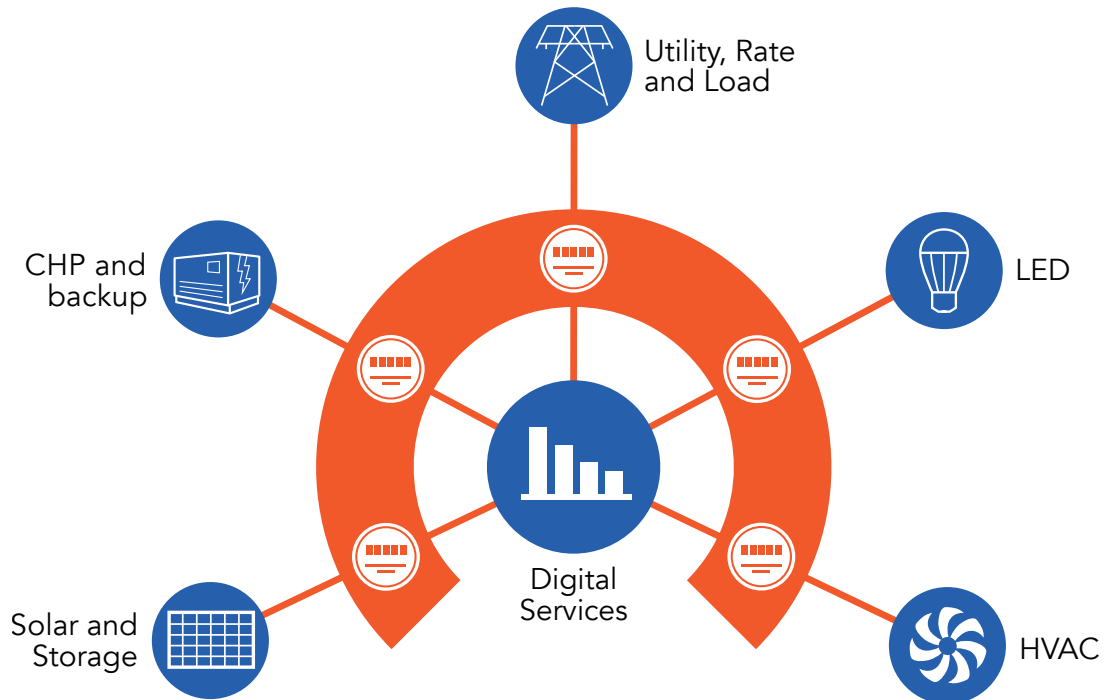 Utility, Rate
and Load
CHP and
backup
LED
Digital
Services
Solar and
Storage
HVAC